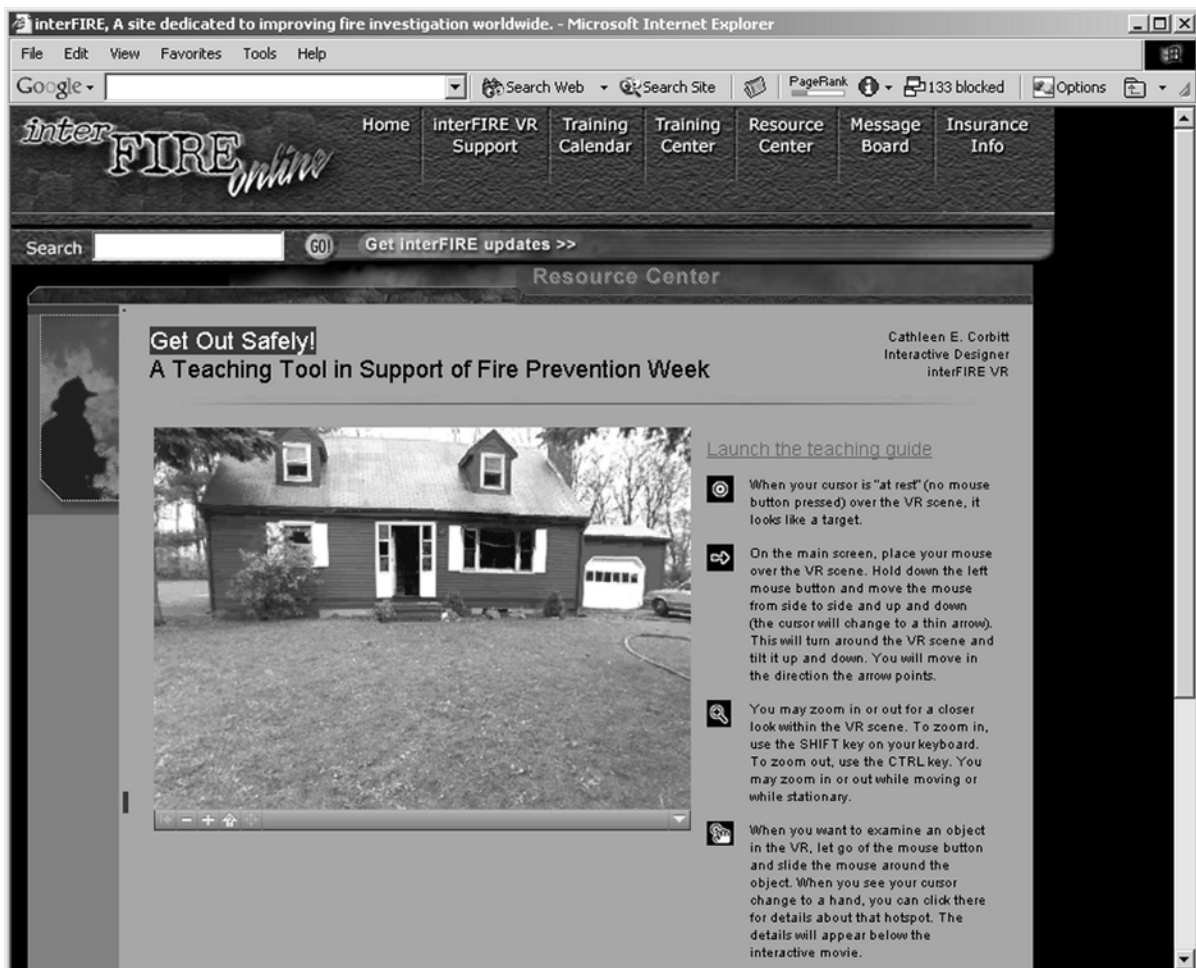 interFIRE, A site dedicated to improving fire investigation worldwide. - Microsoft Internet Explorer
File Edit View Favorites Tools Help
Google Search Web Search Site PageRank 133 blocked Options
inter FIRE online
Home interFIRE VR Support Training Calendar Training Center Resource Center Message Board Insurance Info
Search GO! Get interFIRE updates >>
Resource Center
Get Out Safely!
A Teaching Tool in Support of Fire Prevention Week
Cathleen E. Corbitt
Interactive Designer
interFIRE VR
Launch the teaching guide
When your cursor is "at rest" (no mouse
button pressed) over the VR scene, it
looks like a target.
On the main screen, place your mouse
over the VR scene. Hold down the left
mouse button and move the mouse
from side to side and up and down
(the cursor will change to a thin arrow).
This will turn around the VR scene and
tilt it up and down. You will move in
the direction the arrow points.
You may zoom in or out for a closer
look within the VR scene. To zoom in,
use the SHIFT key on your keyboard.
To zoom out, use the CTRL key. You
may zoom in or out while moving or
while stationary.
When you want to examine an object
in the VR, let go of the mouse button
and slide the mouse around the
object. When you see your cursor
change to a hand, you can click there
for details about that hotspot. The
details will appear below the
interactive movie.